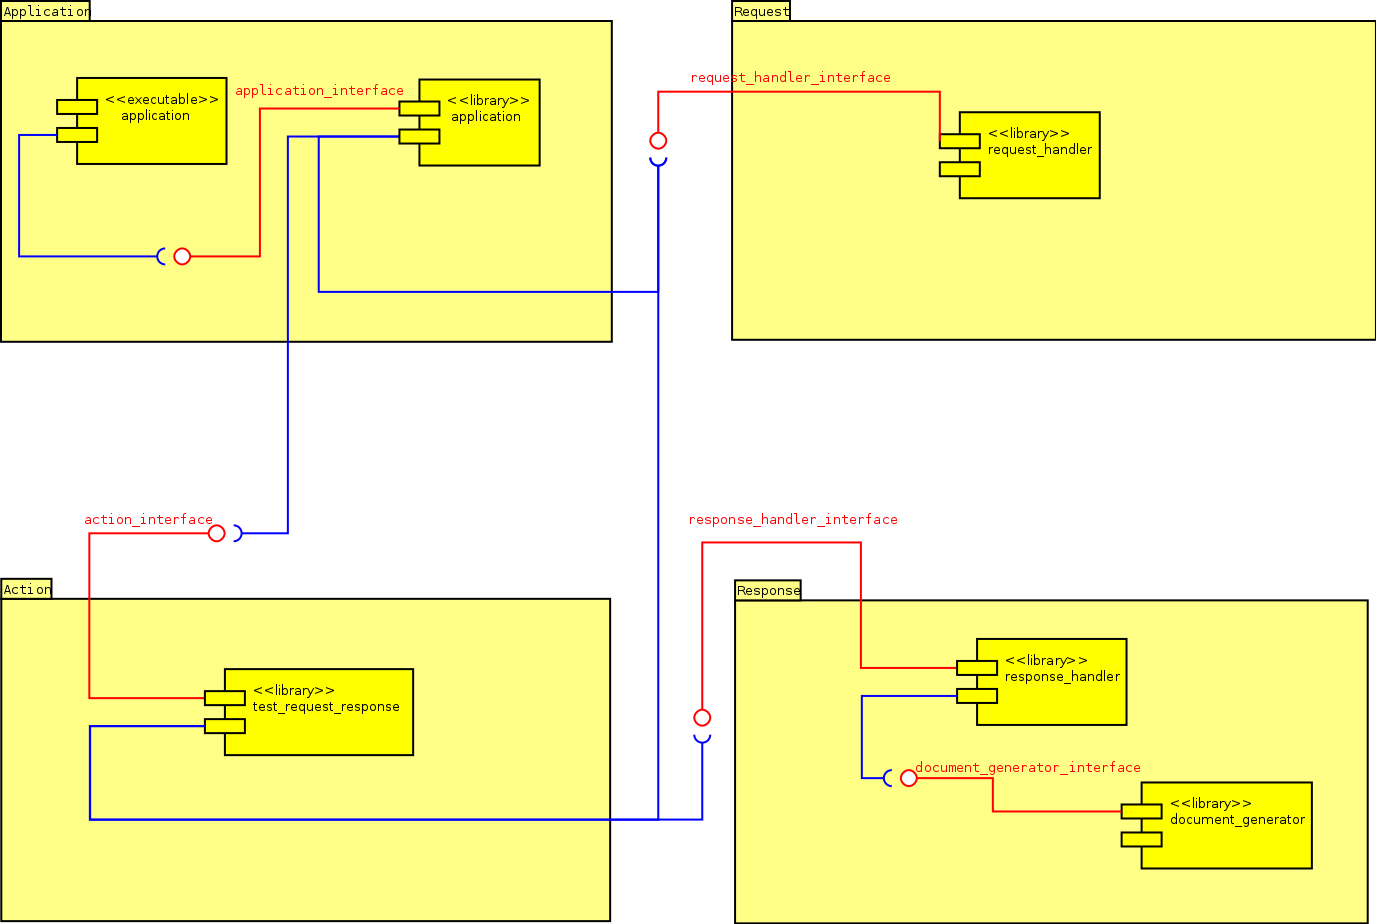 Application
<<executable>>
application
application_interface
<<library>>
application
Request
request_handler_interface
<<library>>
request_handler
action_interface
Action
<<library>>
test_request_response
response_handler_interface
Response
<<library>>
response_handler
document_generator_interface
<<library>>
document_generator